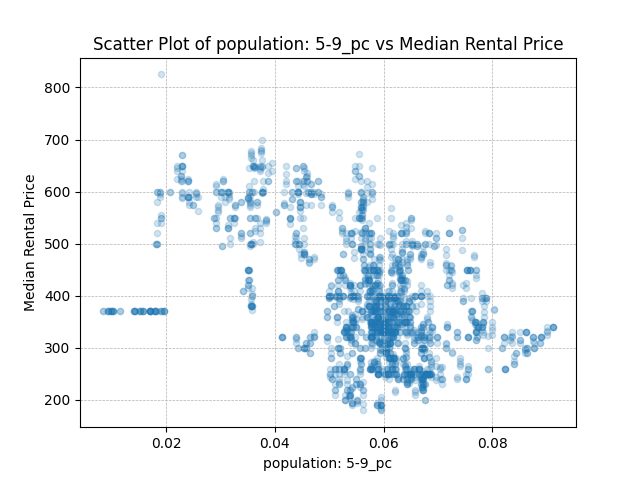 Scatter Plot of population: 5-9_pc vs Median Rental Price
Median Rental Price
800
700
600
500
400
300
200
0.02 0.04 0.06 0.08
population: 5-9_pc